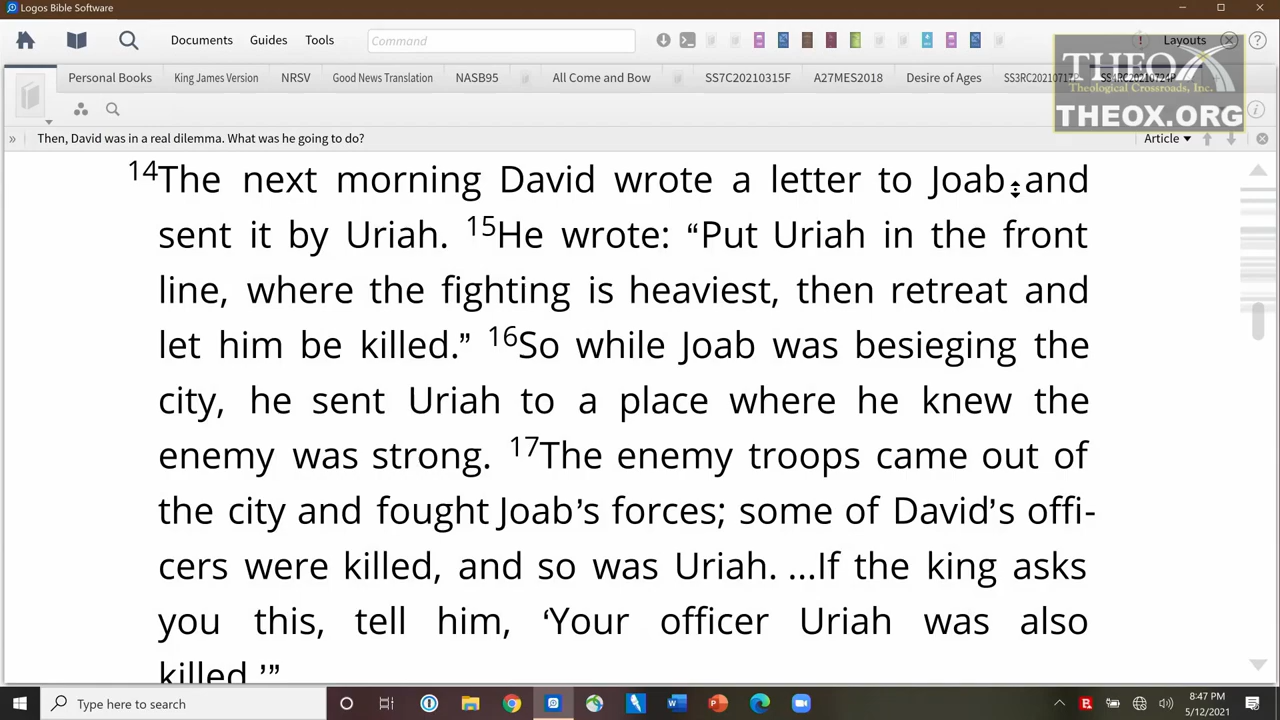 Logos Bible Software
Documents Guides Tools Command Layouts
THEOX
Theological Crossroads, Inc.
THEOX.ORG
Personal Books King James Version NRSV Good News Translation NASB95 All Come and Bow SS7C20210315F A27MES2018 Desire of Ages
» Then, David was in a real dilemma. What was he going to do? Article
14The next morning David wrote a letter to Joab and
sent it by Uriah. 15He wrote: “Put Uriah in the front
line, where the fighting is heaviest, then retreat and
let him be killed.” 16So while Joab was besieging the
city, he sent Uriah to a place where he knew the
enemy was strong. 17The enemy troops came out of
the city and fought Joab’s forces; some of David’s offi-
cers were killed, and so was Uriah. …If the king asks
you this, tell him, ‘Your officer Uriah was also
killed.’”
Type here to search
8:47 PM
5/12/2021